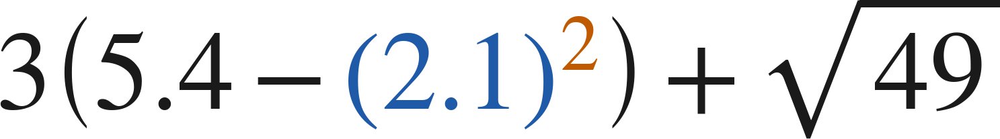 3(5.4 − (2.1)²) + √49